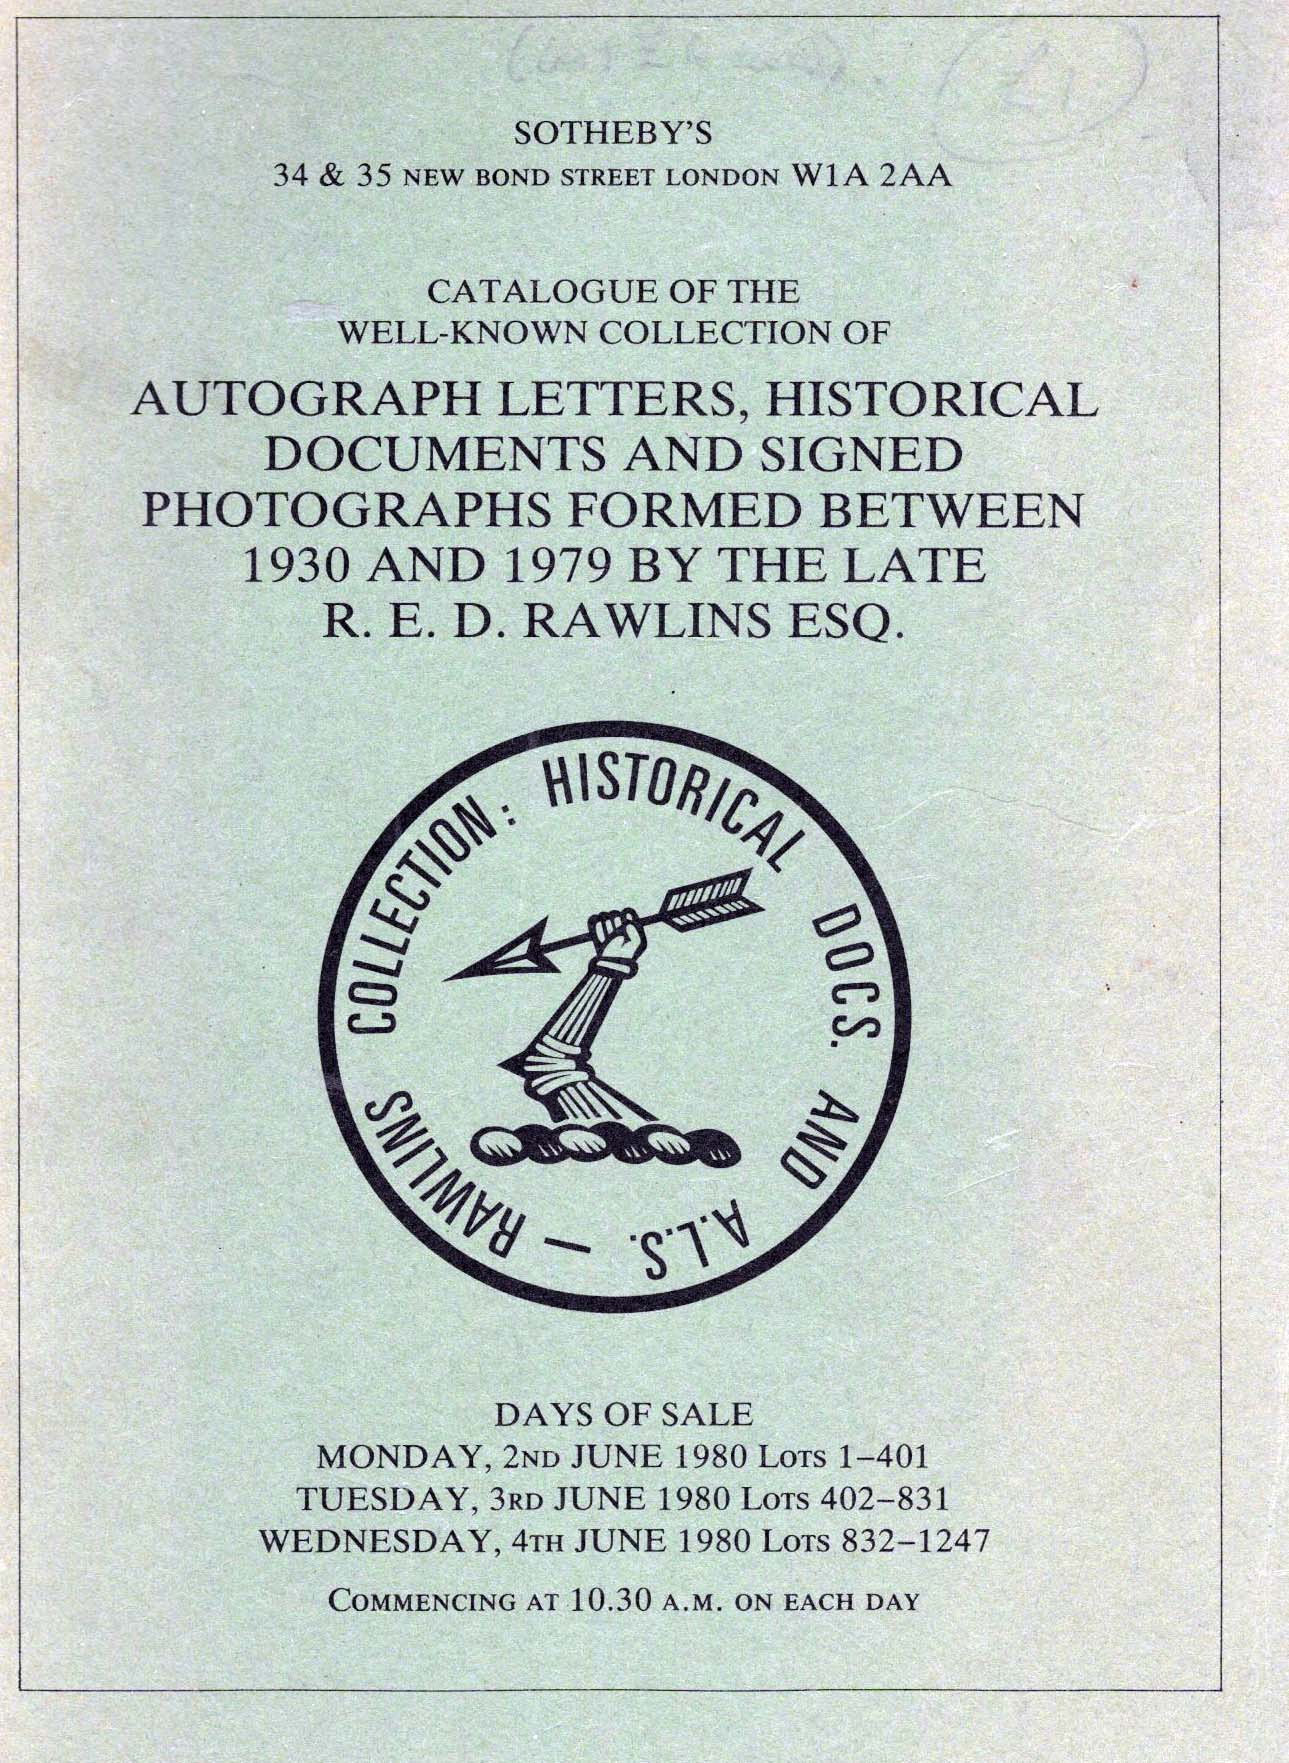 SOTHEBY'S
34 & 35 NEW BOND STREET LONDON W1A 2AA
CATALOGUE OF THE
WELL-KNOWN COLLECTION OF
AUTOGRAPH LETTERS, HISTORICAL
DOCUMENTS AND SIGNED
PHOTOGRAPHS FORMED BETWEEN
1930 AND 1979 BY THE LATE
R. E. D. RAWLINS ESQ.
RAWLINS COLLECTION: HISTORICAL DOCS. AND A.L.S. –
DAYS OF SALE
MONDAY, 2ND JUNE 1980 LOTS 1–401
TUESDAY, 3RD JUNE 1980 LOTS 402–831
WEDNESDAY, 4TH JUNE 1980 LOTS 832–1247
COMMENCING AT 10.30 A.M. ON EACH DAY